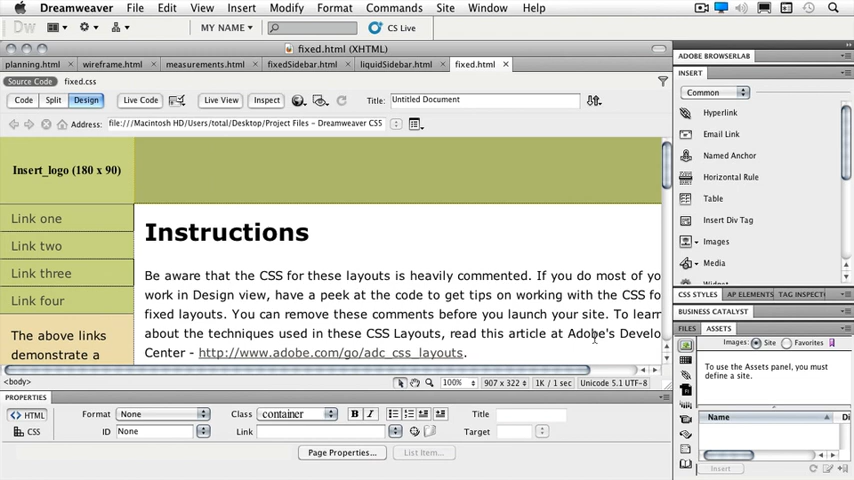 Dreamweaver File Edit View Insert Modify Format Commands Site Window Help
Dw MY NAME CS Live
fixed.html (XHTML)
planning.html wireframe.html measurements.html fixedSidebar.html liquidSidebar.html fixed.html
Source Code fixed.css
Code Split Design Live Code Live View Inspect Title: Untitled Document
Address: file:///Macintosh HD/Users/total/Desktop/Project Files – Dreamweaver CS5
Insert_logo (180 x 90)
Link one
Link two
Link three
Link four
The above links
demonstrate a
Instructions
Be aware that the CSS for these layouts is heavily commented. If you do most of yo
work in Design view, have a peek at the code to get tips on working with the CSS fo
fixed layouts. You can remove these comments before you launch your site. To learn
about the techniques used in these CSS Layouts, read this article at Adobe's Develo
Center - http://www.adobe.com/go/adc_css_layouts.
<body> 100% 907 x 322 1K / 1 sec Unicode 5.1 UTF-8
PROPERTIES
HTML Format None Class container B I Title
CSS ID None Link Target
Page Properties... List Item...
ADOBE BROWSERLAB
INSERT
Common
Hyperlink
Email Link
Named Anchor
Horizontal Rule
Table
Insert Div Tag
Images
Media
CSS STYLES AP ELEMENTS TAG INSPECT
BUSINESS CATALYST
FILES ASSETS
Images: Site Favorites
To use the Assets panel, you must
define a site.
Name Di
Insert